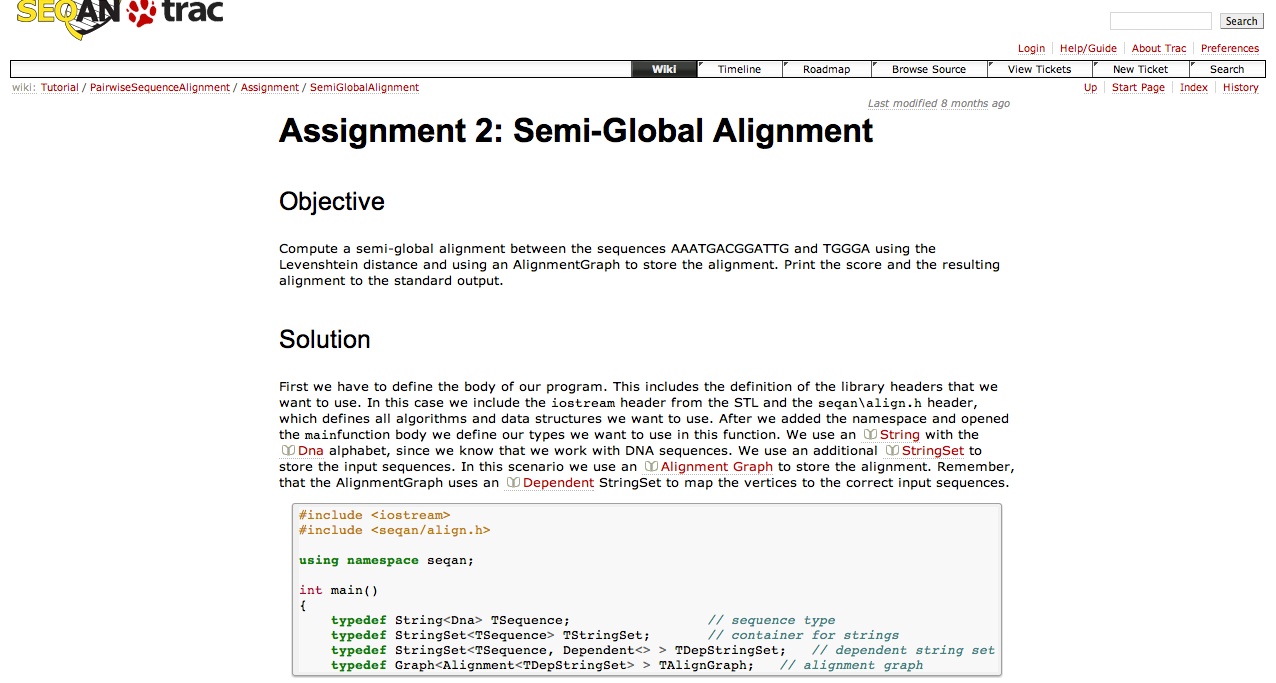 SEQAN trac
Search
Login Help/Guide About Trac Preferences
Wiki Timeline Roadmap Browse Source View Tickets New Ticket Search
wiki: Tutorial / PairwiseSequenceAlignment / Assignment / SemiGlobalAlignment
Up Start Page Index History
Last modified 8 months ago
Assignment 2: Semi-Global Alignment
Objective
Compute a semi-global alignment between the sequences AAATGACGGATTG and TGGGA using the
Levenshtein distance and using an AlignmentGraph to store the alignment. Print the score and the resulting
alignment to the standard output.
Solution
First we have to define the body of our program. This includes the definition of the library headers that we
want to use. In this case we include the iostream header from the STL and the seqan\align.h header,
which defines all algorithms and data structures we want to use. After we added the namespace and opened
the mainfunction body we define our types we want to use in this function. We use an String with the
Dna alphabet, since we know that we work with DNA sequences. We use an additional StringSet to
store the input sequences. In this scenario we use an Alignment Graph to store the alignment. Remember,
that the AlignmentGraph uses an Dependent StringSet to map the vertices to the correct input sequences.
#include <iostream>
#include <seqan/align.h>
using namespace seqan;
int main()
{
typedef String<Dna> TSequence; // sequence type
typedef StringSet<TSequence> TStringSet; // container for strings
typedef StringSet<TSequence, Dependent<> > TDepStringSet; // dependent string set
typedef Graph<Alignment<TDepStringSet> > TAlignGraph; // alignment graph